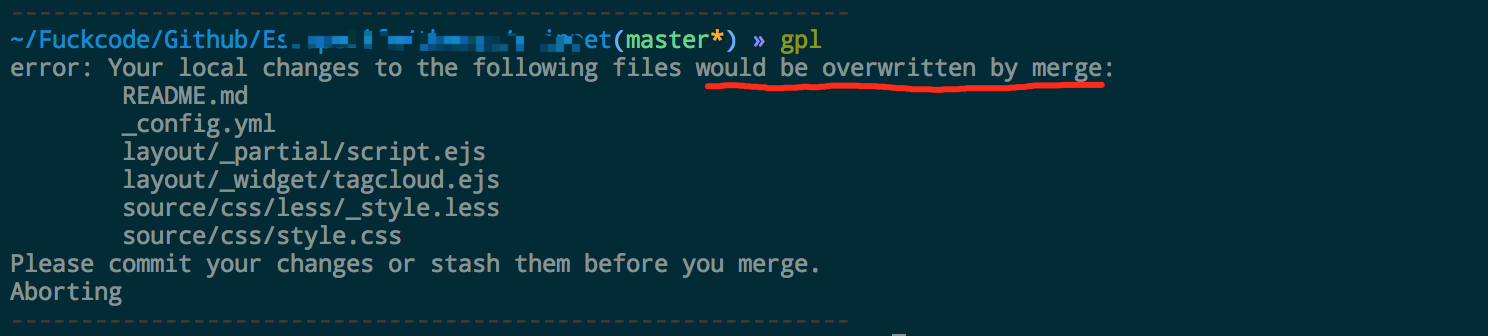 ~/Fuckcode/Github/Es et(master*) » gpl
error: Your local changes to the following files would be overwritten by merge:
README.md
_config.yml
layout/_partial/script.ejs
layout/_widget/tagcloud.ejs
source/css/less/_style.less
source/css/style.css
Please commit your changes or stash them before you merge.
Aborting